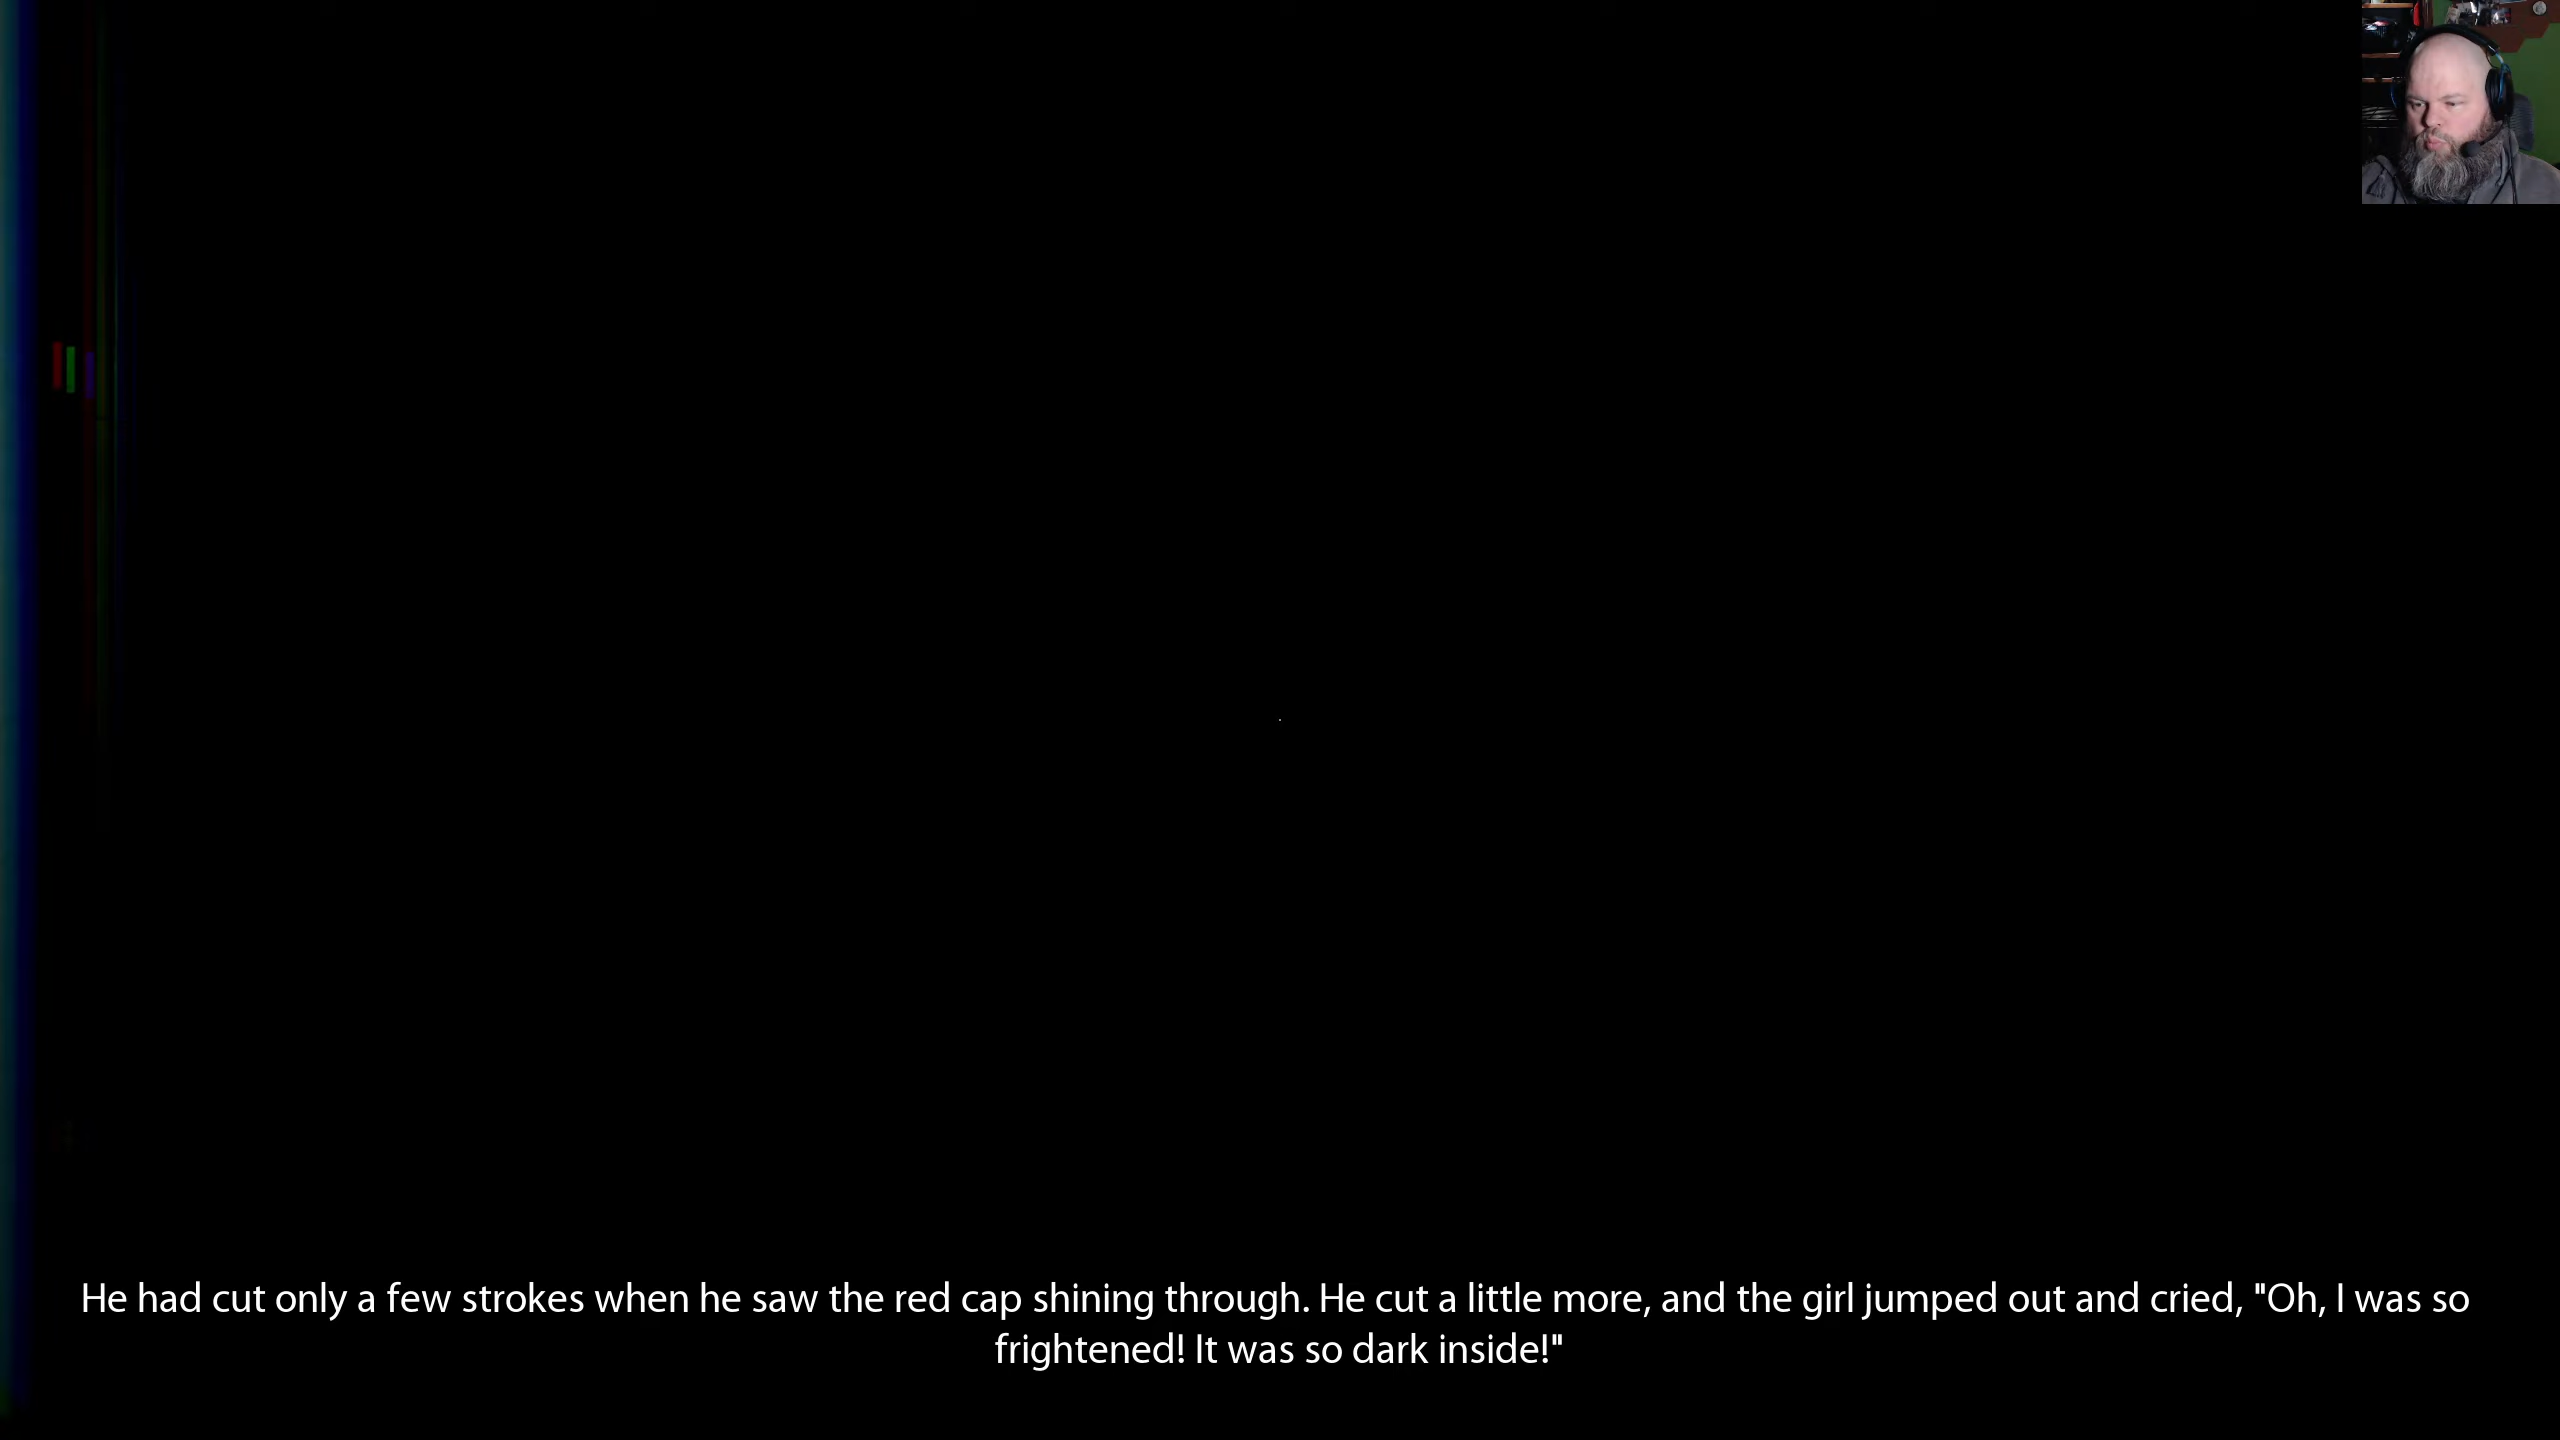 He had cut only a few strokes when he saw the red cap shining through. He cut a little more, and the girl jumped out and cried, "Oh, I was so
frightened! It was so dark inside!"